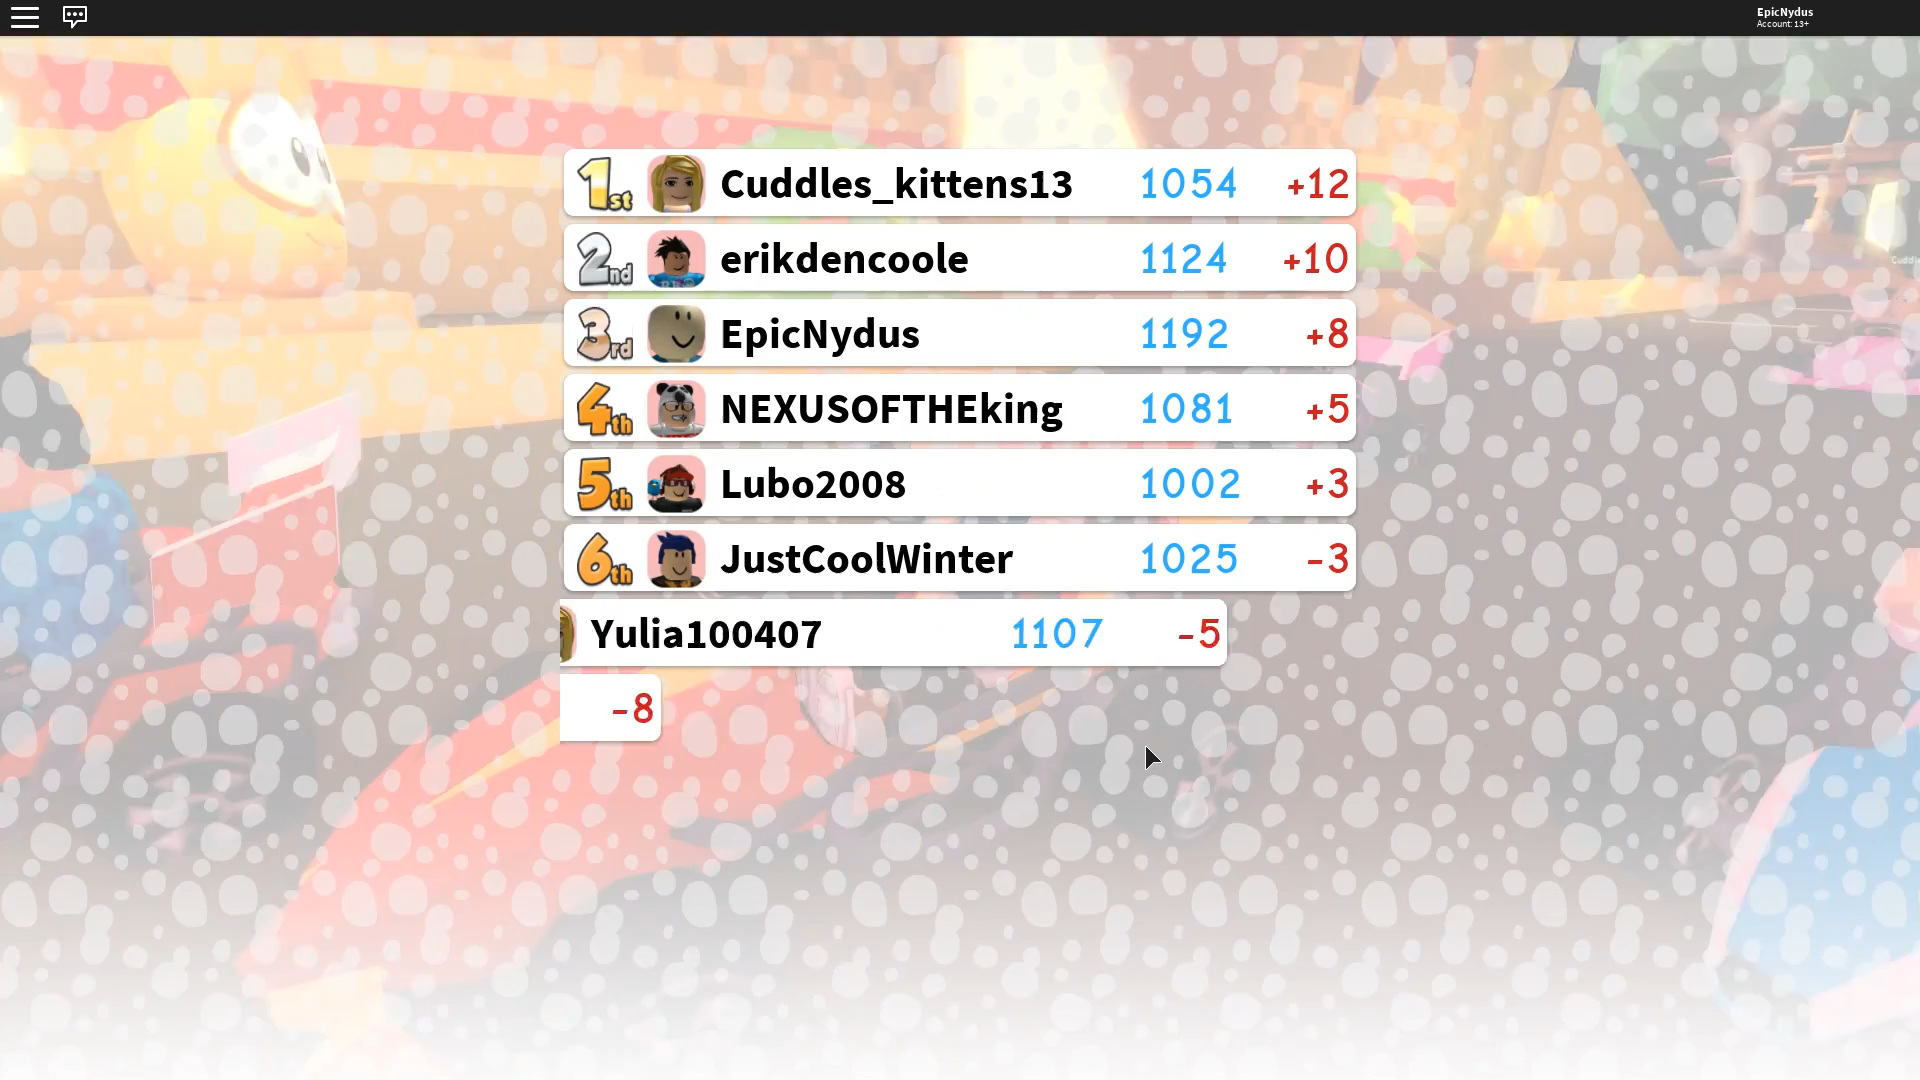 EpicNydus
Account: 13+
1st Cuddles_kittens13 1054 +12
2nd erikdencoole 1124 +10
3rd EpicNydus 1192 +8
4th NEXUSOFTHEking 1081 +5
5th Lubo2008 1002 +3
6th JustCoolWinter 1025 -3
Yulia100407 1107 -5
-8